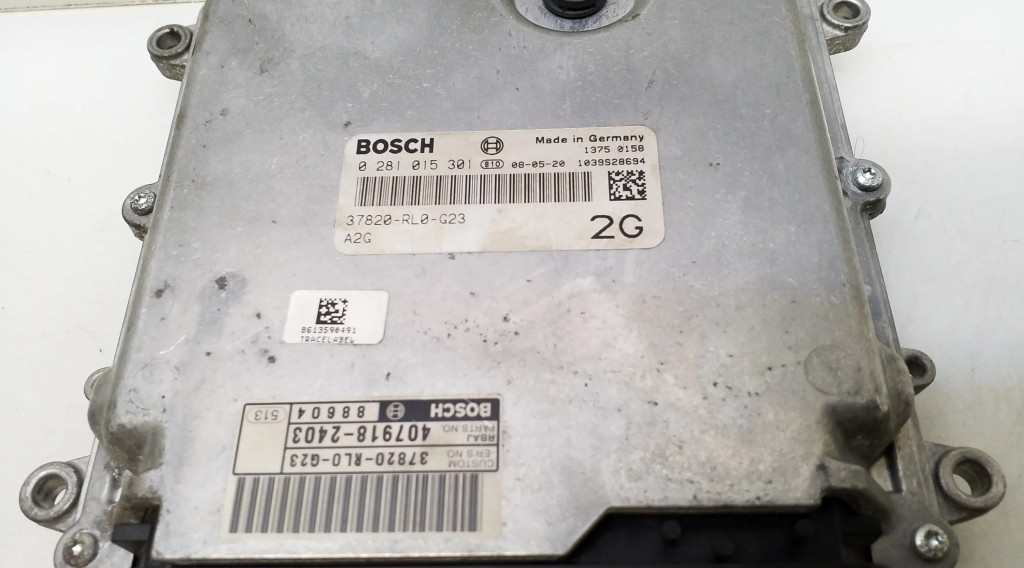 BOSCH Made in Germany
1375 0158
0 281 015 301 810 08-05-20 1039S28694
37820-RL0-G23
A2G 2G
8613590491
TRACELABEL
BOSCH 88604 513
RBAJ PARTS NO. 407918-2403
CUSTOM -ER'S NO. 37820-RL0-G23